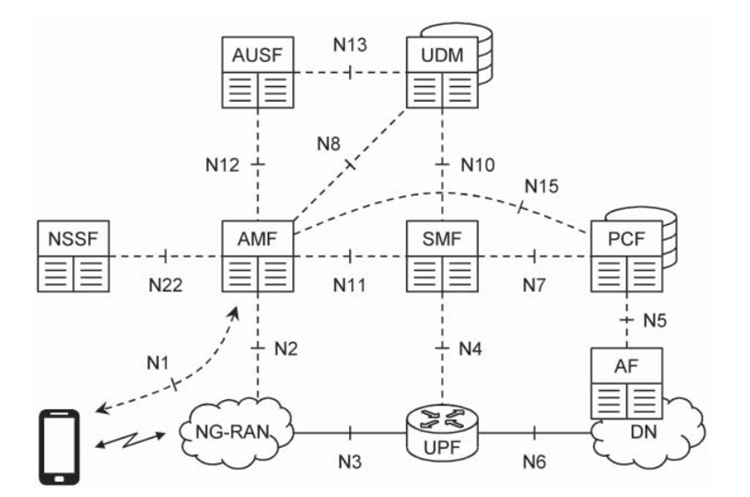 N13
AUSF
UDM
N8
N12
N10
N15
NSSF
AMF
SMF
PCF
N22
N11
N7
N5
N1
N2
N4
AF
NG-RAN
UPF
DN
N3
N6